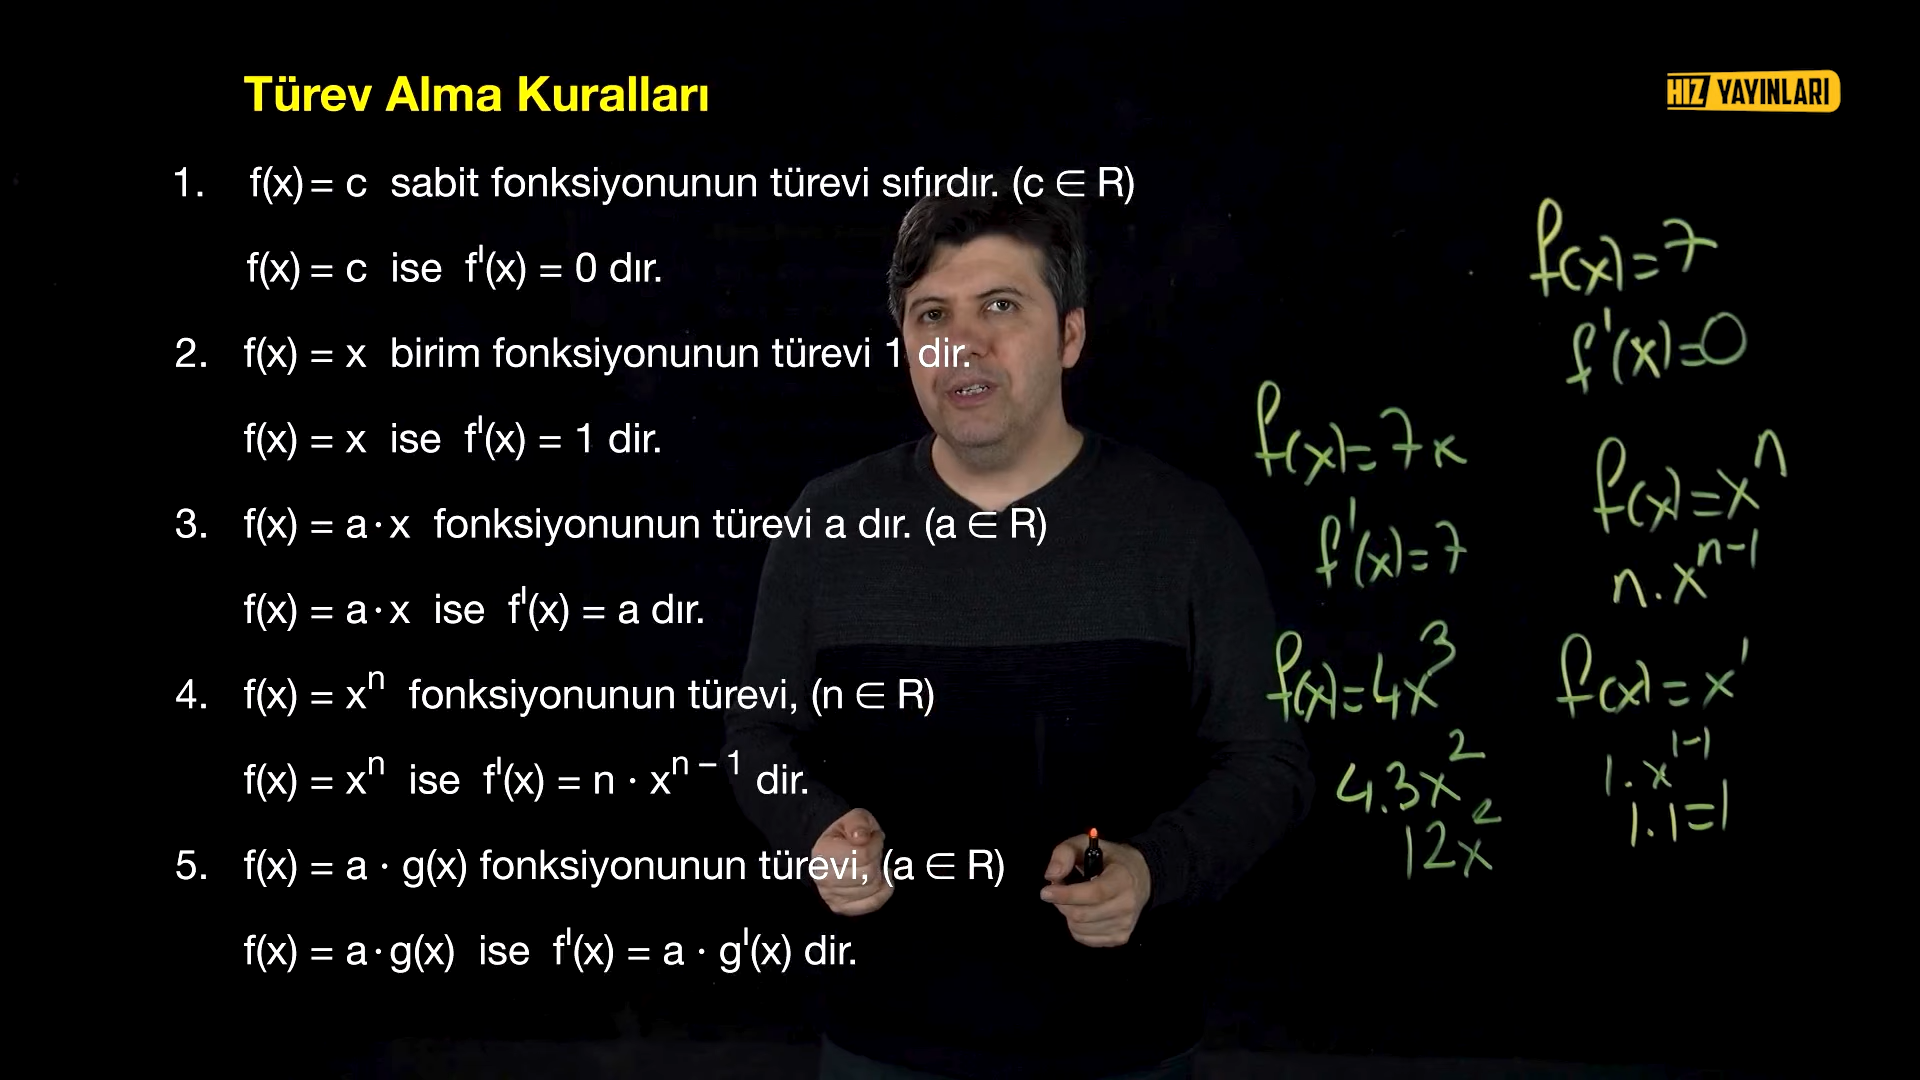 Türev Alma Kuralları
HIZ YAYINLARI
1. f(x) = c sabit fonksiyonunun türevi sıfırdır. (c ∈ R)
f(x) = c ise f'(x) = 0 dır.
2. f(x) = x birim fonksiyonunun türevi 1 dir.
f(x) = x ise f'(x) = 1 dir.
3. f(x) = a·x fonksiyonunun türevi a dır. (a ∈ R)
f(x) = a·x ise f'(x) = a dır.
4. f(x) = xⁿ fonksiyonunun türevi, (n ∈ R)
f(x) = xⁿ ise f'(x) = n · xⁿ⁻¹ dir.
5. f(x) = a · g(x) fonksiyonunun türevi, (a ∈ R)
f(x) = a·g(x) ise f'(x) = a · g'(x) dir.
f(x)=7
f'(x)=0
f(x)=7x
f'(x)=7
f(x)=4x³
4.3x²
12x²
f(x)=xⁿ
n.xⁿ⁻¹
f(x)=x¹
1.x¹⁻¹
1.1=1